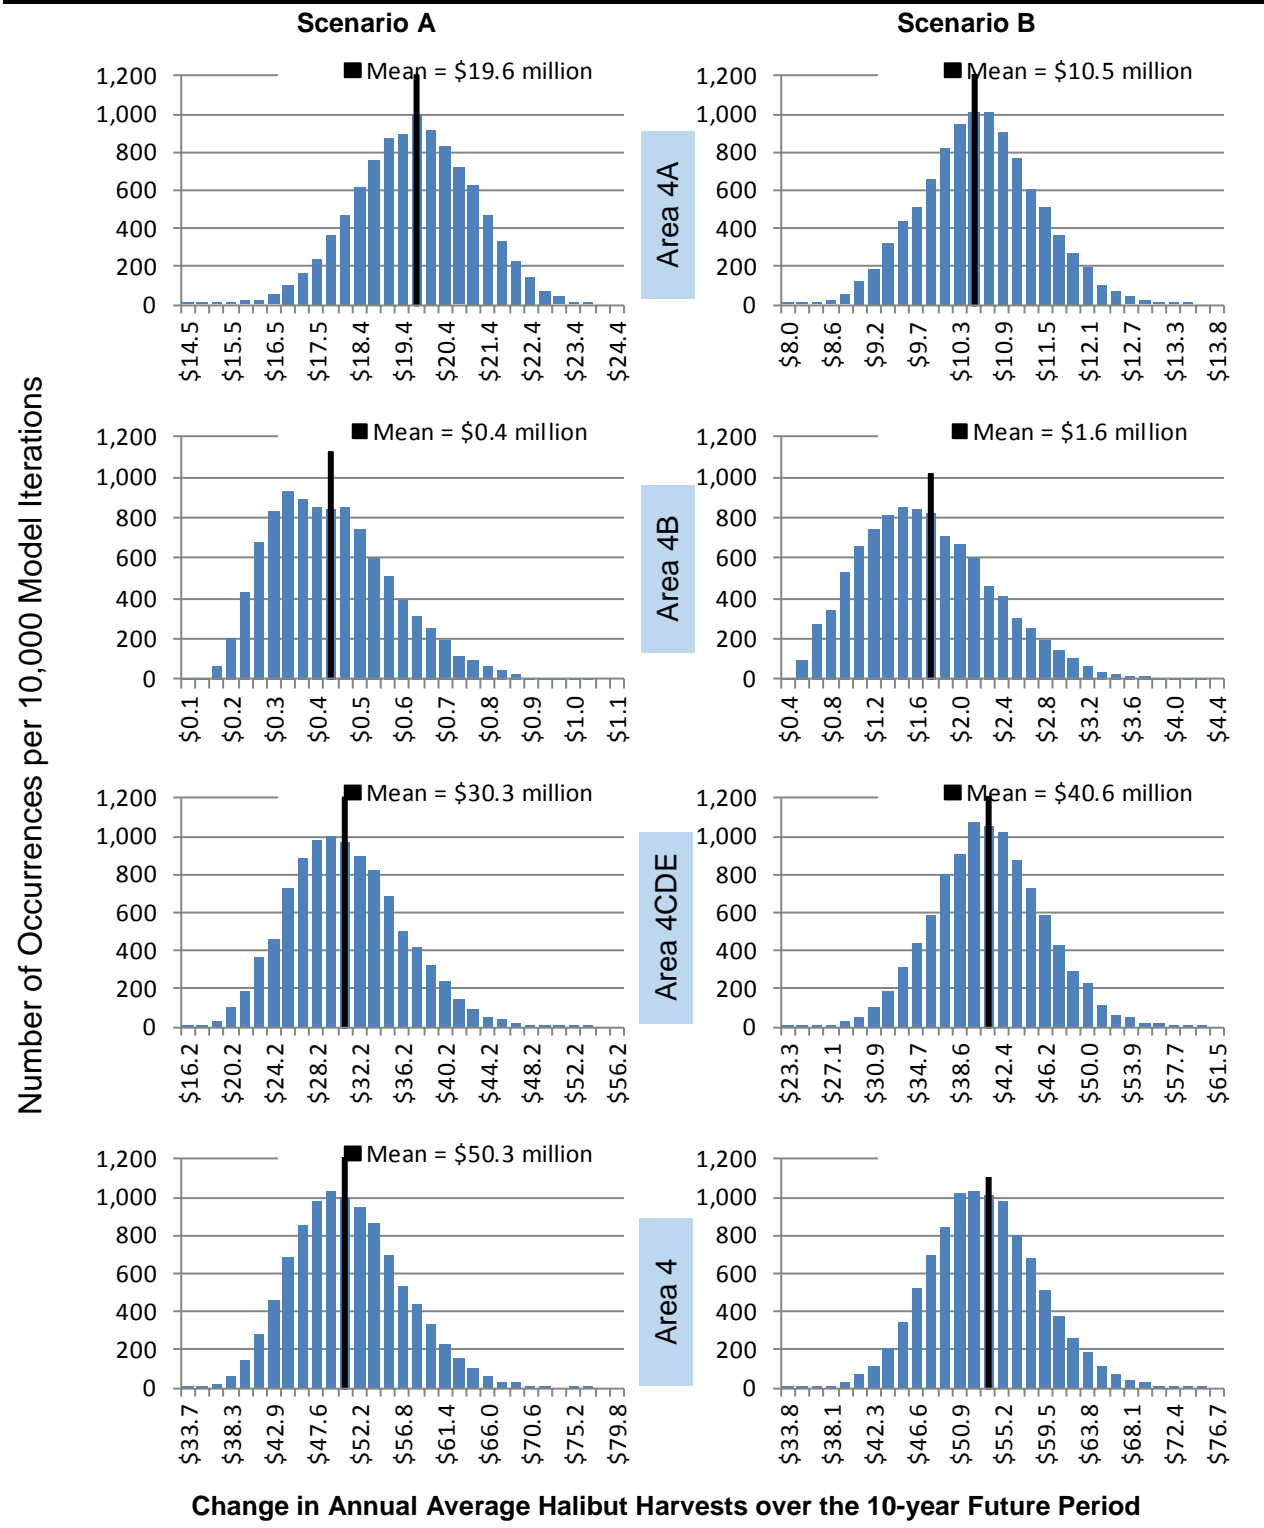 Scenario A
Scenario B
Number of Occurrences per 10,000 Model Iterations
Mean = $19.6 million
1,200
1,000
800
600
400
200
0
$14.5 $15.5 $16.5 $17.5 $18.4 $19.4 $20.4 $21.4 $22.4 $23.4 $24.4
Area 4A
Mean = $10.5 million
1,200
1,000
800
600
400
200
0
$8.0 $8.6 $9.2 $9.7 $10.3 $10.9 $11.5 $12.1 $12.7 $13.3 $13.8
Mean = $0.4 million
1,200
1,000
800
600
400
200
0
$0.1 $0.2 $0.3 $0.4 $0.5 $0.6 $0.7 $0.8 $0.9 $1.0 $1.1
Area 4B
Mean = $1.6 million
1,200
1,000
800
600
400
200
0
$0.4 $0.8 $1.2 $1.6 $2.0 $2.4 $2.8 $3.2 $3.6 $4.0 $4.4
Mean = $30.3 million
1,200
1,000
800
600
400
200
0
$16.2 $20.2 $24.2 $28.2 $32.2 $36.2 $40.2 $44.2 $48.2 $52.2 $56.2
Area 4CDE
Mean = $40.6 million
1,200
1,000
800
600
400
200
0
$23.3 $27.1 $30.9 $34.7 $38.6 $42.4 $46.2 $50.0 $53.9 $57.7 $61.5
Mean = $50.3 million
1,200
1,000
800
600
400
200
0
$33.7 $38.3 $42.9 $47.6 $52.2 $56.8 $61.4 $66.0 $70.6 $75.2 $79.8
Area 4
1,200
1,000
800
600
400
200
0
$33.8 $38.1 $42.3 $46.6 $50.9 $55.2 $59.5 $63.8 $68.1 $72.4 $76.7
Change in Annual Average Halibut Harvests over the 10-year Future Period